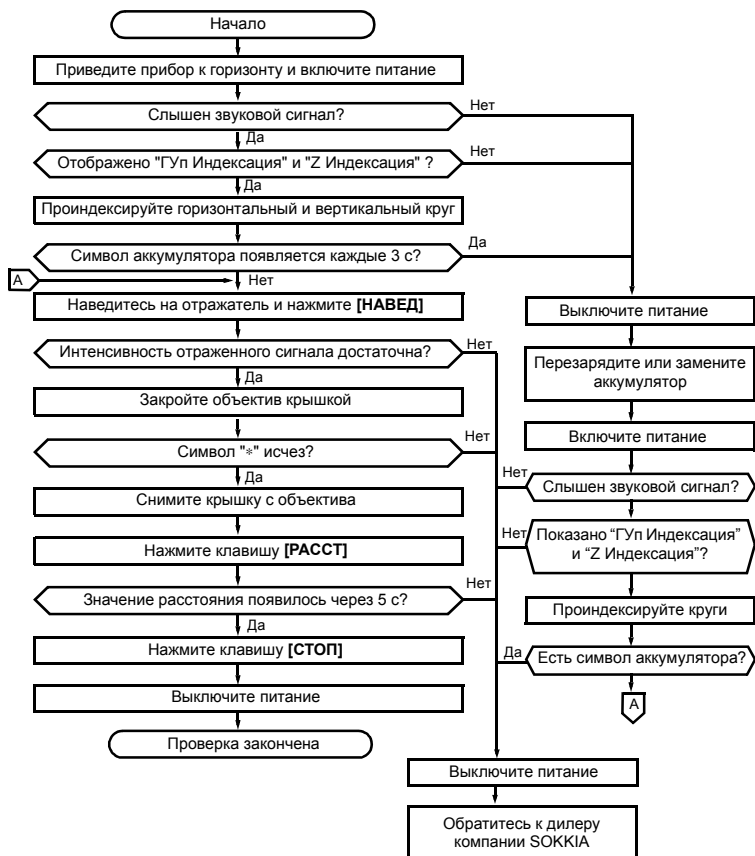 Начало
Приведите прибор к горизонту и включите питание
Слышен звуковой сигнал?
Нет
Да
Отображено "ГУп Индексация" и "Z Индексация" ?
Нет
Да
Проиндексируйте горизонтальный и вертикальный круг
Символ аккумулятора появляется каждые 3 с?
Да
А
Нет
Наведитесь на отражатель и нажмите [НАВЕД]
Интенсивность отраженного сигнала достаточна?
Нет
Да
Закройте объектив крышкой
Символ "*" исчез?
Нет
Да
Снимите крышку с объектива
Нажмите клавишу [РАССТ]
Значение расстояния появилось через 5 с?
Нет
Да
Нажмите клавишу [СТОП]
Выключите питание
Проверка закончена
Выключите питание
Перезарядите или замените
аккумулятор
Включите питание
Нет
Слышен звуковой сигнал?
Нет
Показано “ГУп Индексация”
и “Z Индексация”?
Проиндексируйте круги
Да
Есть символ аккумулятора?
А
Выключите питание
Обратитесь к дилеру
компании SOKKIA